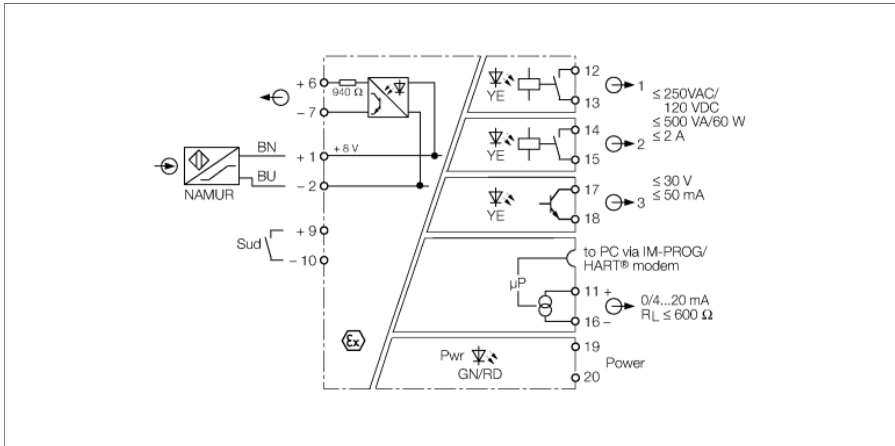 + 6
940 Ω
- 7
BN
+ 1
+ 8 V
BU
- 2
NAMUR
+ 9
Sud
- 10
Ex
YE
12
13
1
≤ 250VAC/
120 VDC
≤ 500 VA/60 W
≤ 2 A
YE
14
15
2
YE
17
18
3
≤ 30 V
≤ 50 mA
to PC via IM-PROG/
HART® modem
µP
11 +
16 –
0/4...20 mA
RL ≤ 600 Ω
Pwr
GN/RD
19
20
Power